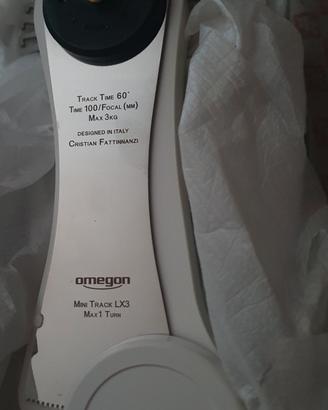 Track Time 60'
Time 100/Focal (mm)
Max 3kg
designed in italy
Cristian Fattinnanzi
omegon
Mini Track LX3
Max 1 Turn